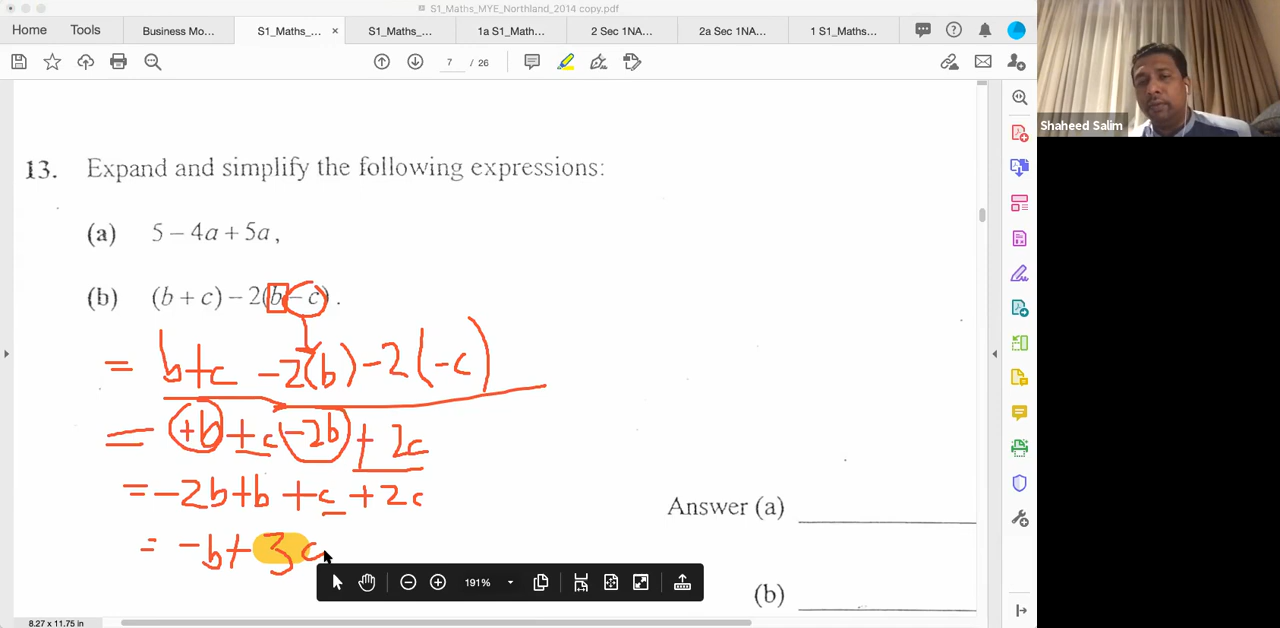 S1_Maths_MYE_Northland_2014 copy.pdf
Home Tools Business Mo... S1_Maths_... × S1_Maths_... 1a S1_Math... 2 Sec 1NA... 2a Sec 1NA... 1 S1_Maths...
7 / 26
Shaheed Salim
13. Expand and simplify the following expressions:
(a) 5 − 4a + 5a ,
(b) (b + c) − 2(b − c) .
= b+c −2(b) −2(−c)
= +b +c −2b + 2c
= −2b+b +c +2c
Answer (a)
= −b+ 3c
191%
(b)
8.27 x 11.75 in